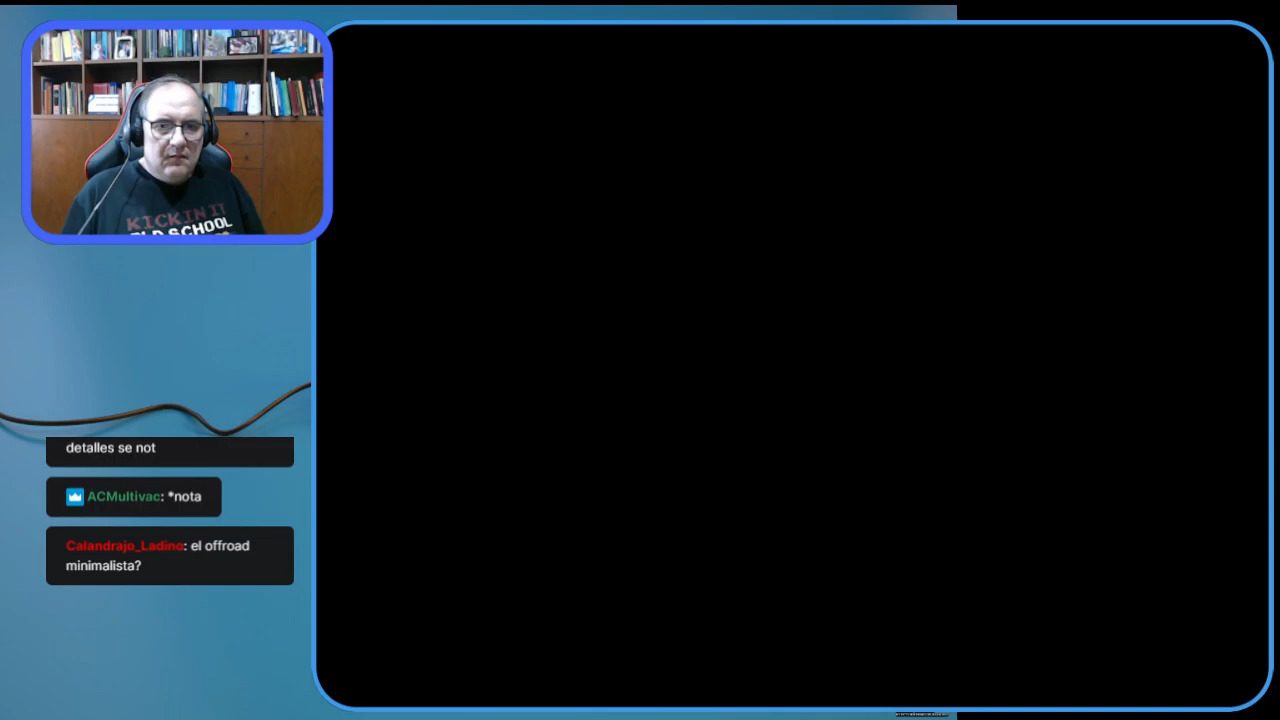 KICKIN IT
OLD SCHOOL
detalles se not
ACMultivac: *nota
Calandrajo_Ladino: el offroad
minimalista?